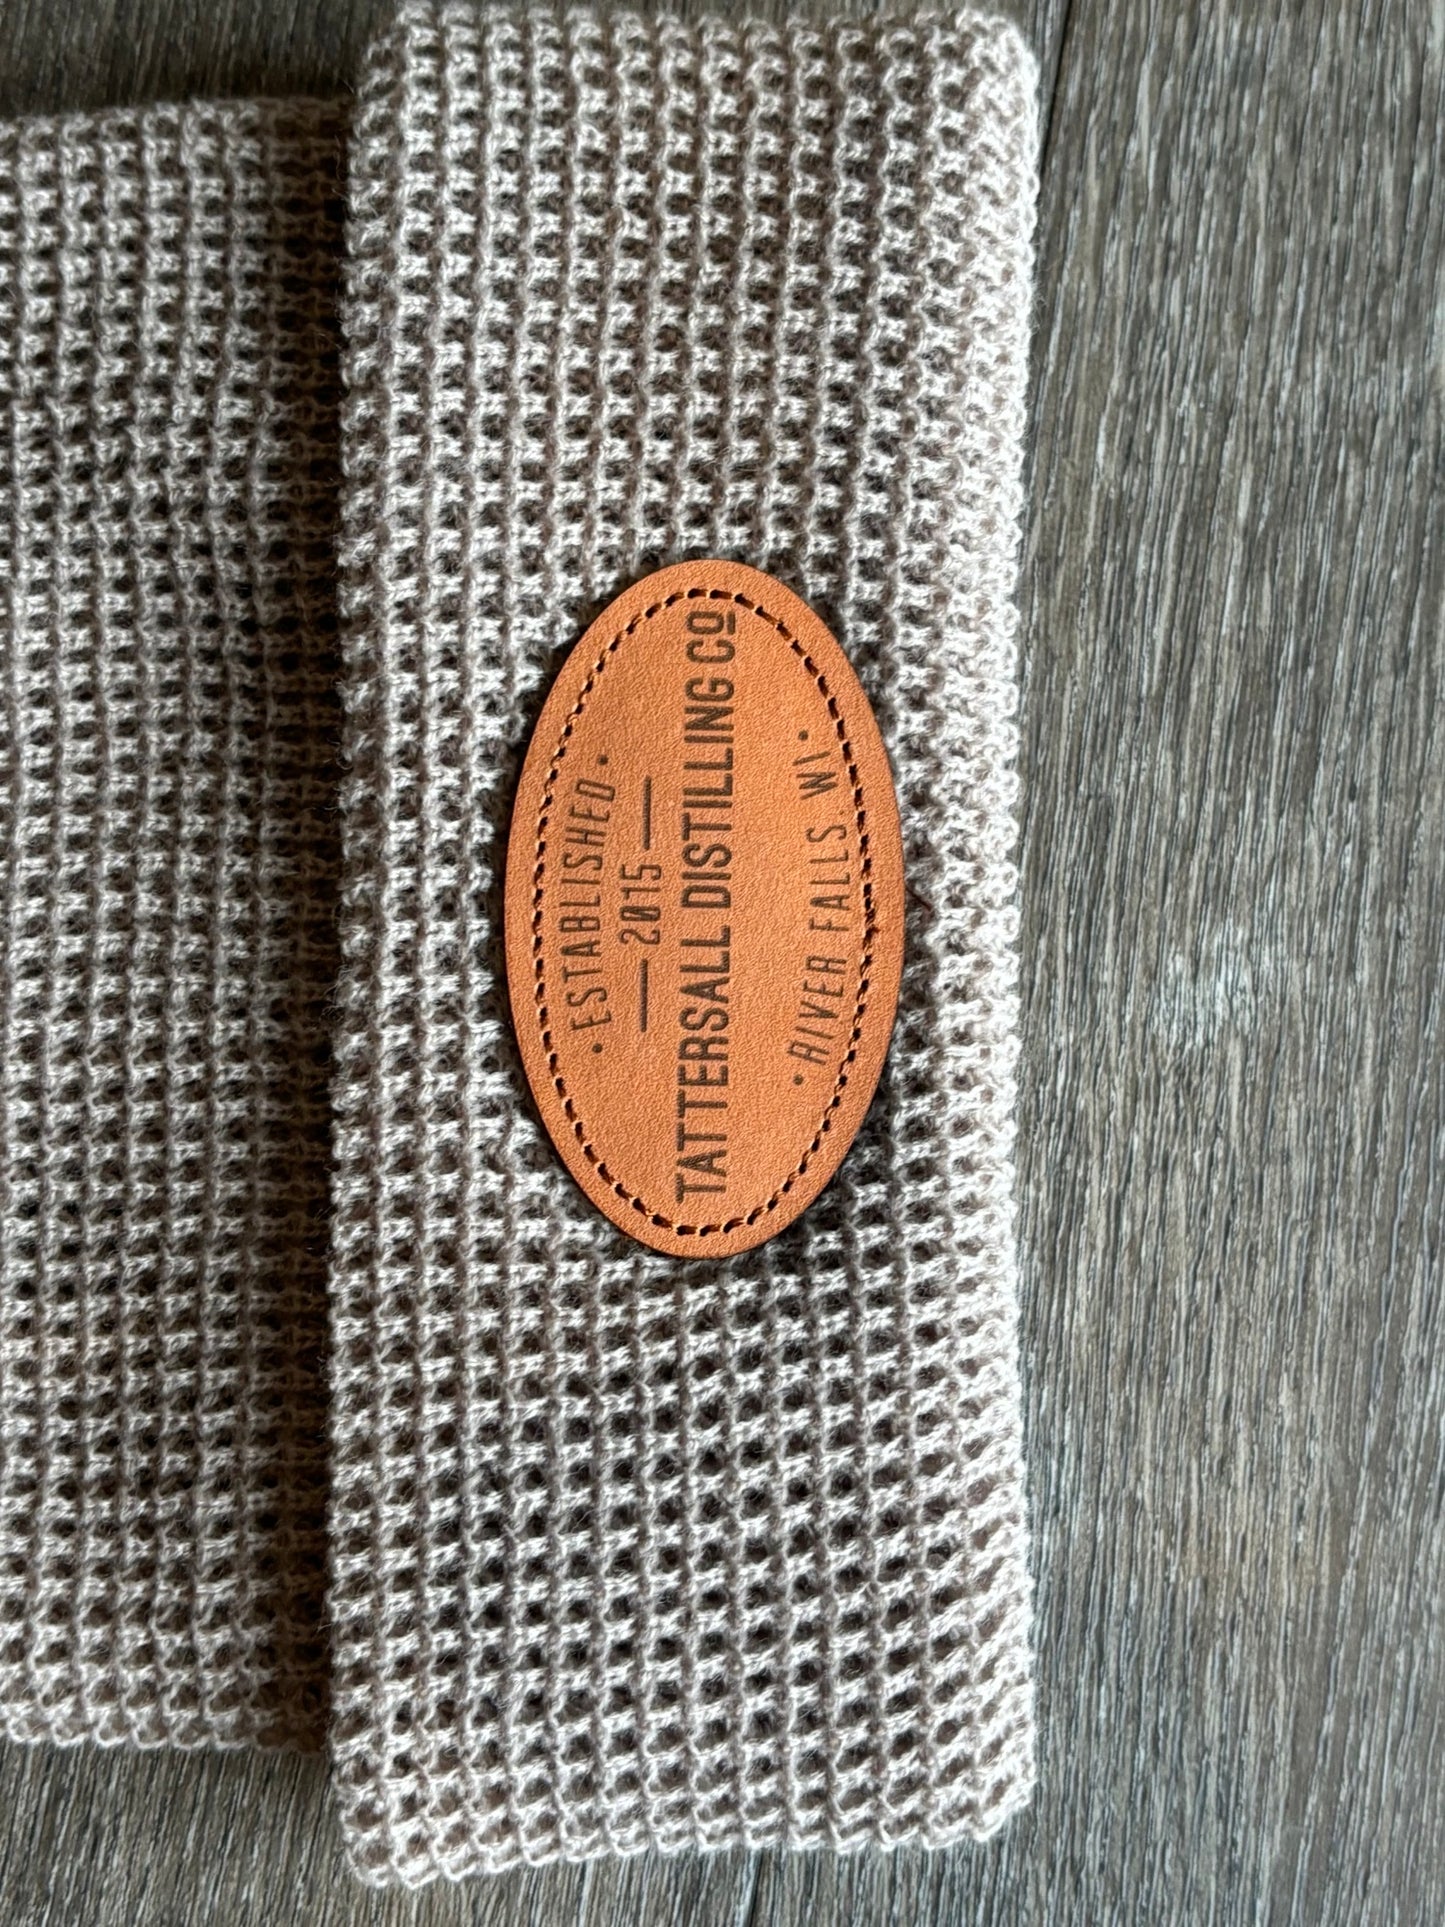 • ESTABLISHED •
— 2015 —
TATTERSALL DISTILLING CO
• RIVER FALLS WI •